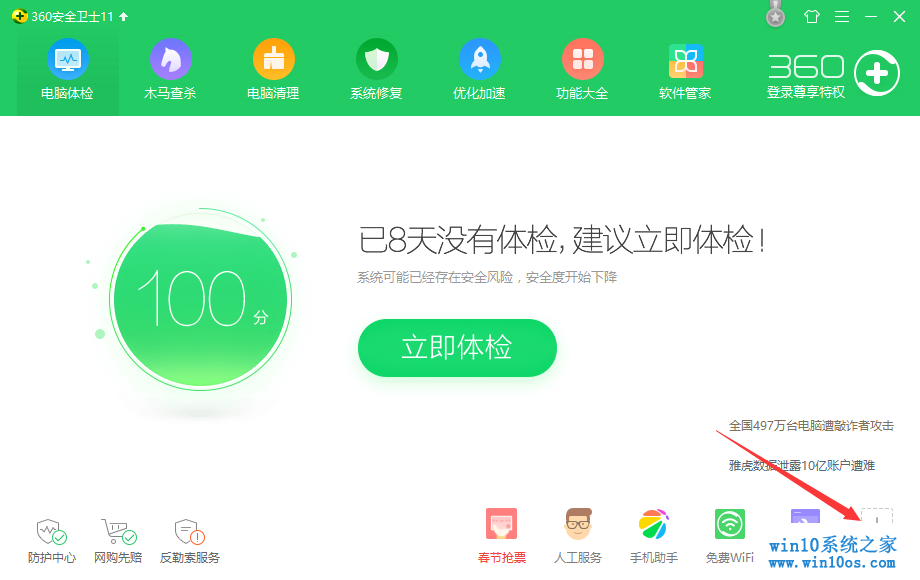 360安全卫士11
电脑体检
木马查杀
电脑清理
系统修复
优化加速
功能大全
软件管家
360
登录尊享特权
已8天没有体检, 建议立即体检!
系统可能已经存在安全风险，安全度开始下降
100分
立即体检
全国497万台电脑遭敲诈者攻击
雅虎数据泄露10亿账户遭难
防护中心
网购先赔
反勒索服务
春节抢票
人工服务
手机助手
免费WiFi
win10系统之家
www.win10os.com